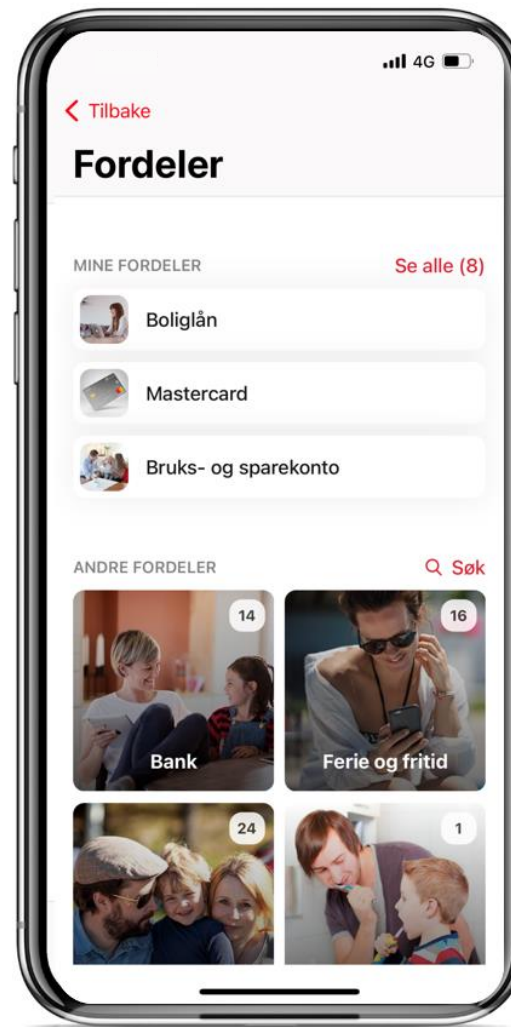 4G
Tilbake
Fordeler
MINE FORDELER Se alle (8)
Boliglån
Mastercard
Bruks- og sparekonto
ANDRE FORDELER Søk
14 16
Bank Ferie og fritid
24 1